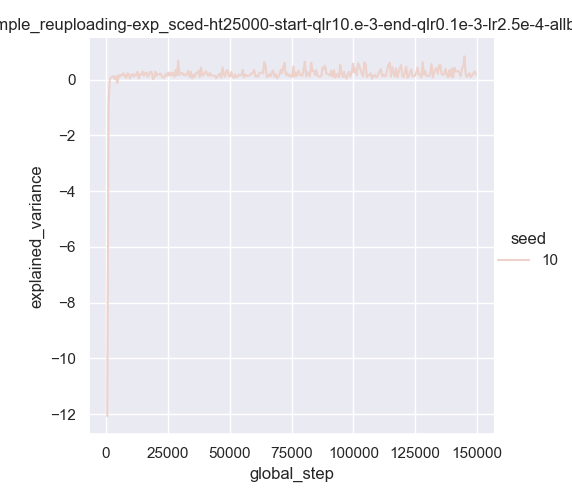 mple_reuploading-exp_sced-ht25000-start-qlr10.e-3-end-qlr0.1e-3-lr2.5e-4-allb
0
−2
−4
−6
−8
−10
−12
explained_variance
0 25000 50000 75000 100000 125000 150000
global_step
seed
10